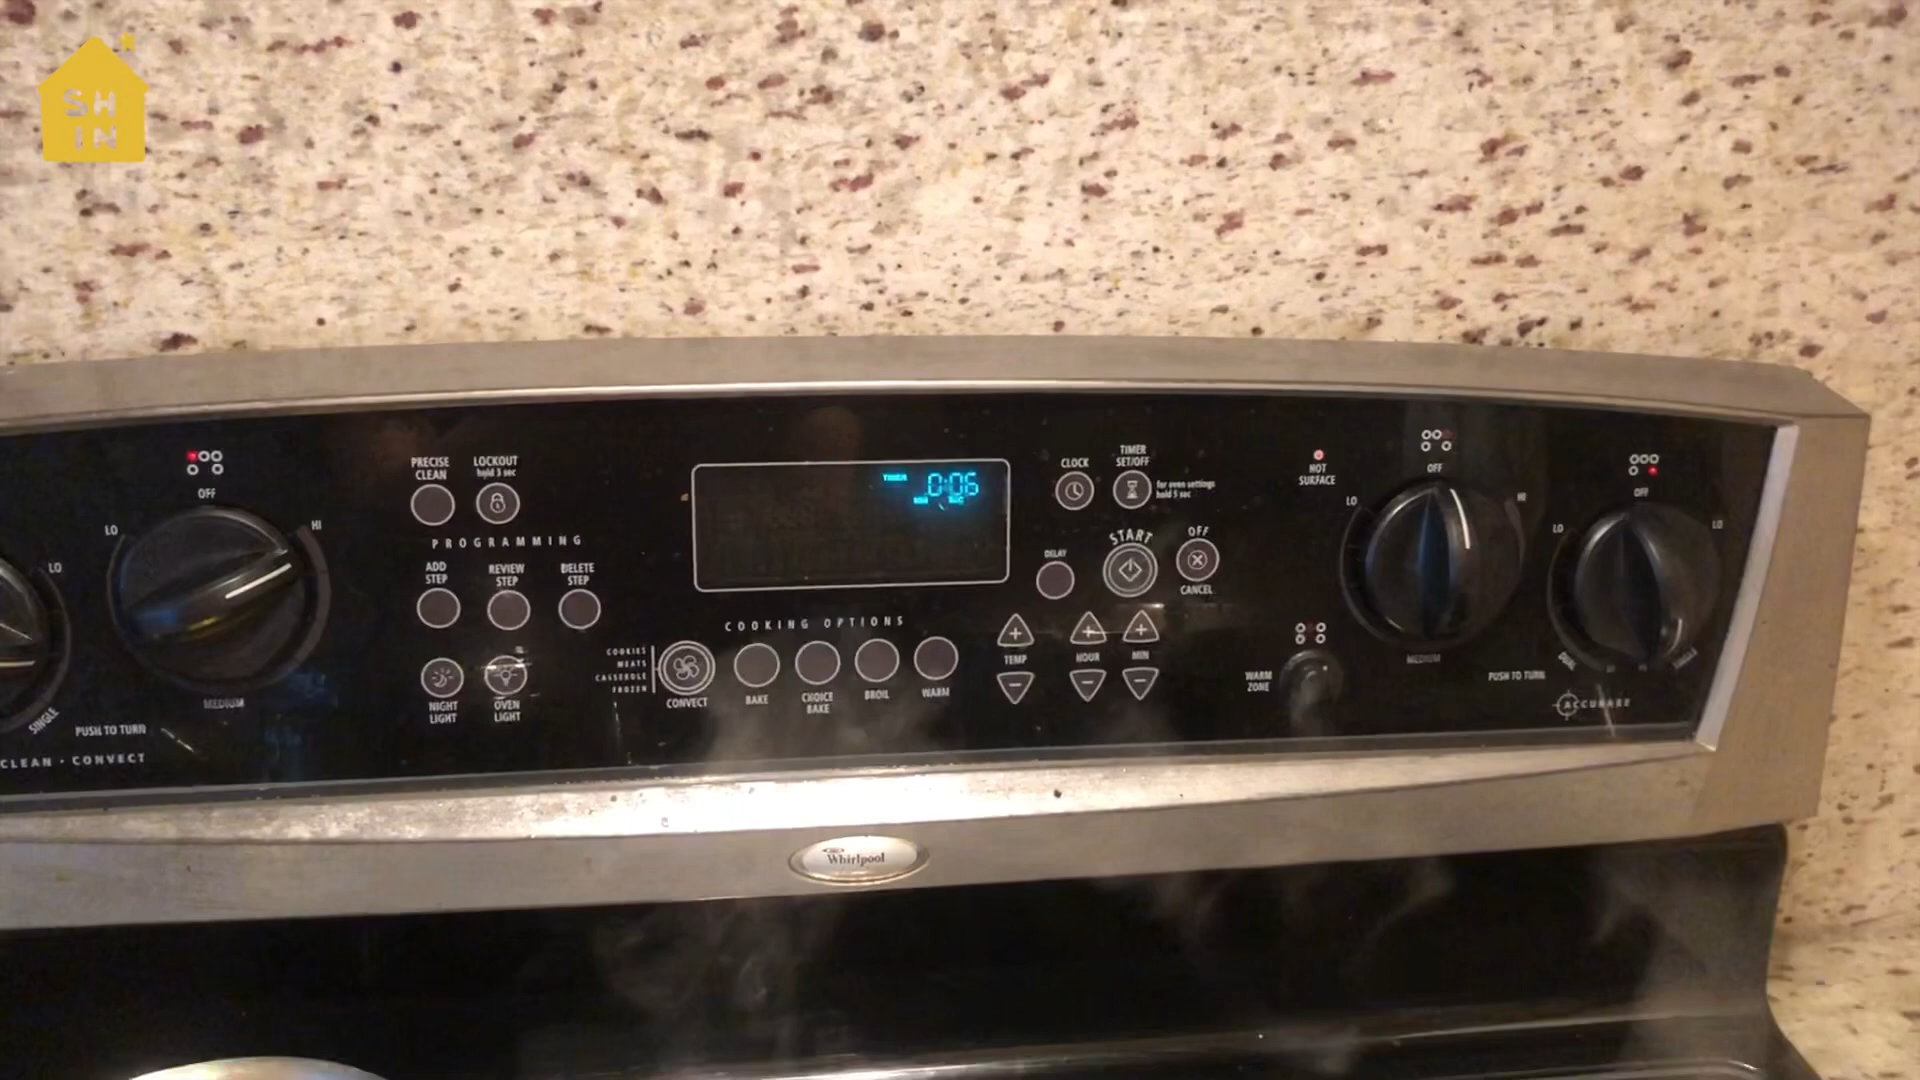 SH
IN
OFF
LO
HI
MEDIUM
LO
SINGLE
PUSH TO TURN
CLEAN · CONVECT
PRECISE
CLEAN
LOCKOUT
hold 3 sec
PROGRAMMING
ADD
STEP
REVIEW
STEP
DELETE
STEP
NIGHT
LIGHT
OVEN
LIGHT
TIMER
0:06
MIN SEC
COOKING OPTIONS
COOKIES
MEATS
CASSEROLE
FROZEN
CONVECT
BAKE
CHOICE
BAKE
BROIL
WARM
CLOCK
TIMER
SET/OFF
for oven settings
hold 5 sec
DELAY
START
OFF
CANCEL
TEMP
HOUR
MIN
HOT
SURFACE
WARM
ZONE
OFF
LO
HI
MEDIUM
PUSH TO TURN
OFF
LO
LO
DUAL
SINGLE
ACCUBAKE
Whirlpool